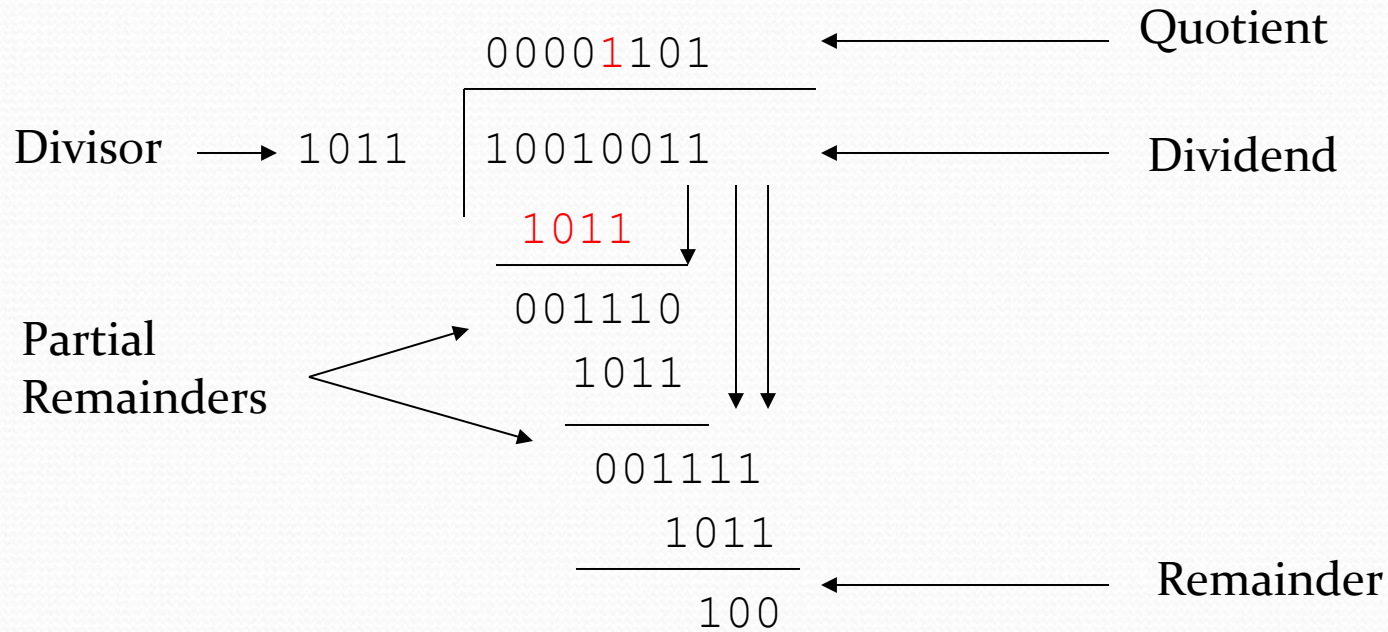 Quotient
00001101
Divisor 1011 10010011 Dividend
1011
001110
Partial
Remainders
1011
001111
1011
Remainder
100